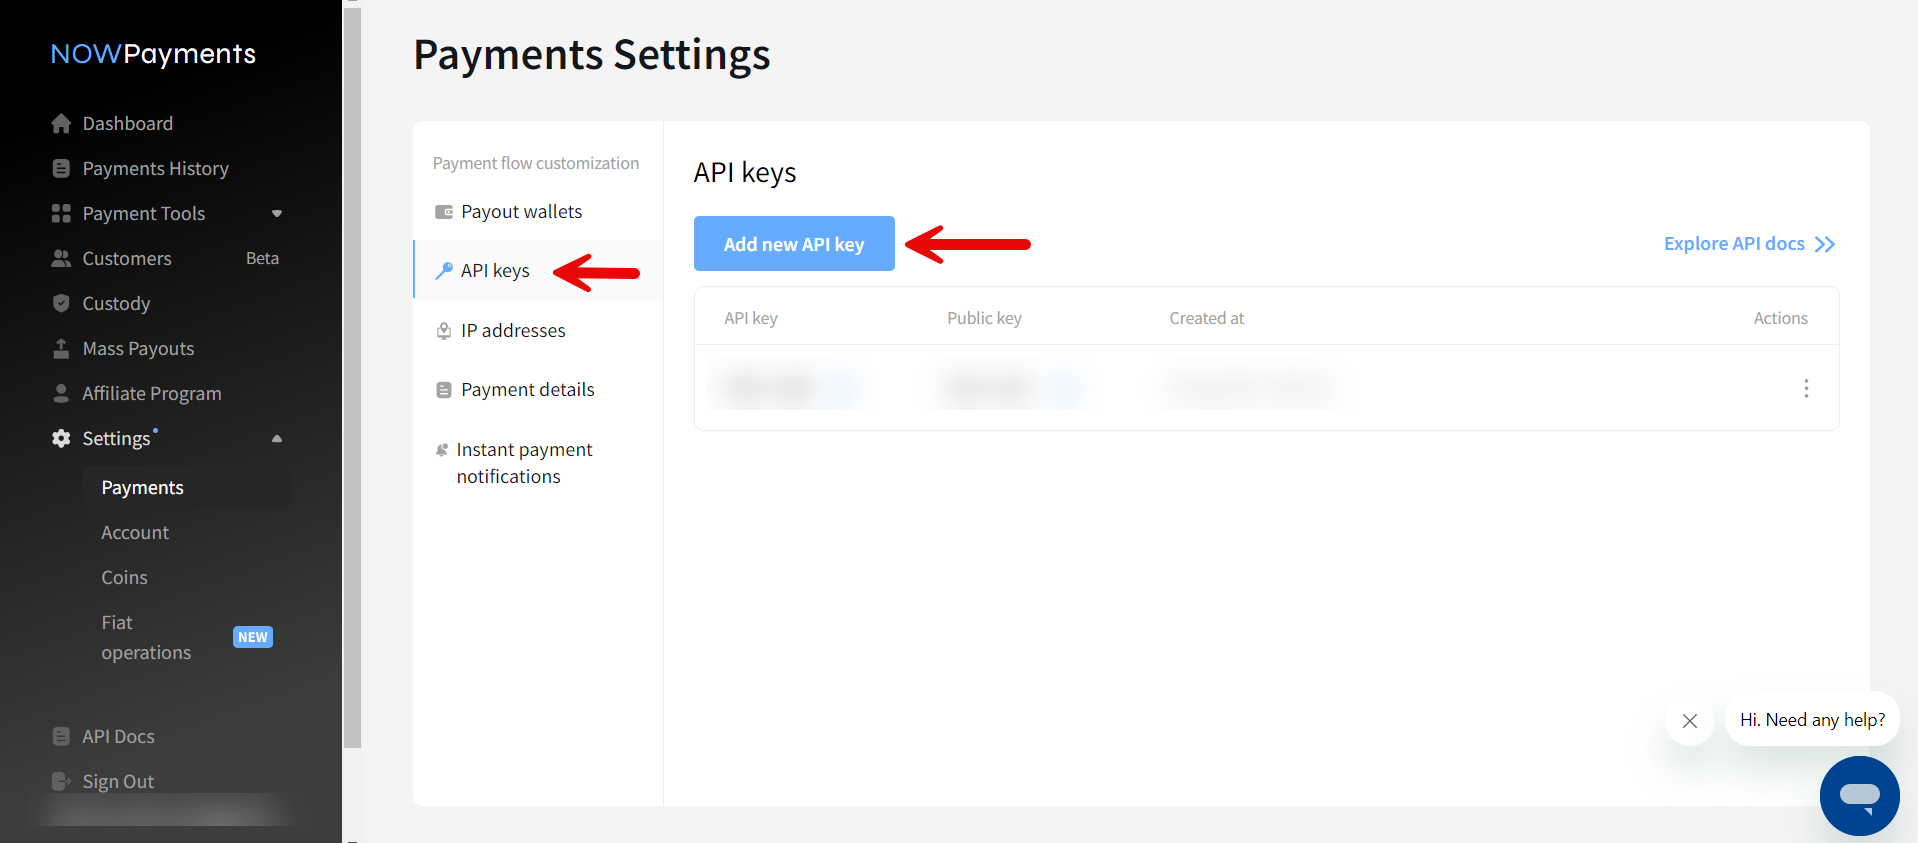 NOWPayments
Dashboard
Payments History
Payment Tools
Customers Beta
Custody
Mass Payouts
Affiliate Program
Settings
Payments
Account
Coins
Fiat
operations NEW
API Docs
Sign Out
Payments Settings
Payment flow customization
Payout wallets
API keys
IP addresses
Payment details
Instant payment
notifications
API keys
Add new API key
Explore API docs
API key Public key Created at Actions
Hi. Need any help?